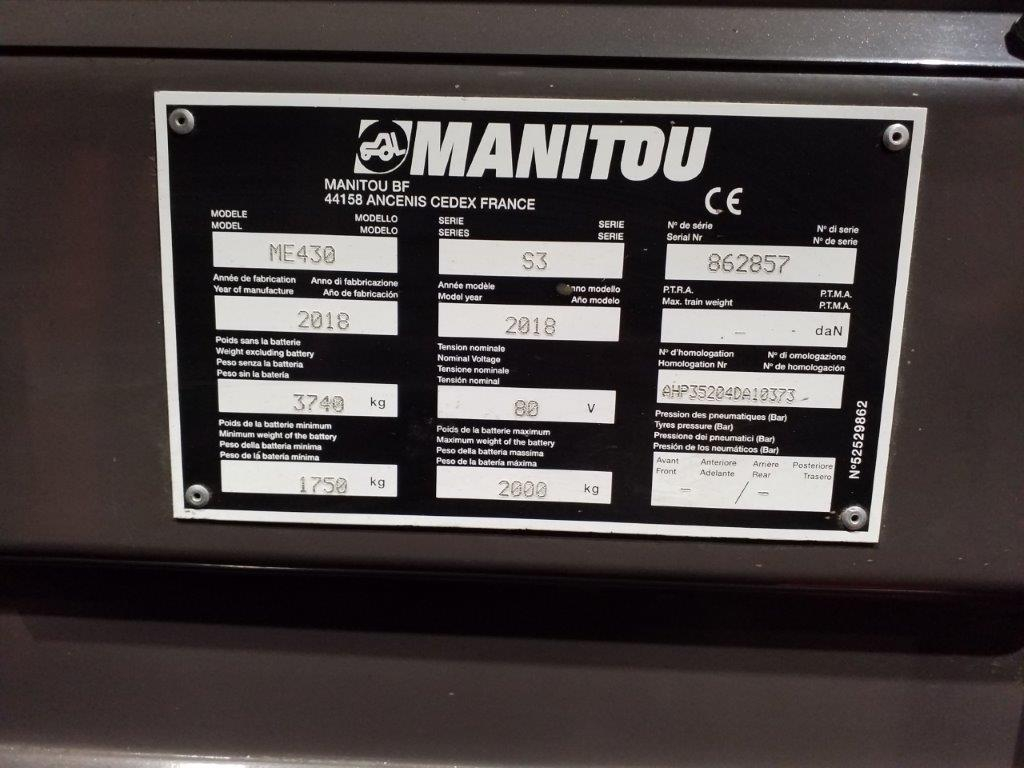 MANITOU
MANITOU BF
44158 ANCENIS CEDEX FRANCE
CE
MODELE MODELLO
MODEL MODELO
ME430
SERIE SERIE
SERIES SERIE
S3
N° de série N° di serie
Serial Nr N° de serie
862857
Année de fabrication Anno di fabbricazione
Year of manufacture Año de fabricación
2018
Année modèle nno modello
Model year Año modelo
2018
P.T.R.A. P.T.M.A.
Max. train weight P.T.M.A.
– - daN
Poids sans la batterie
Weight excluding battery
Peso senza la batteria
Peso sin la batería
3740 kg
Tension nominale
Nominal Voltage
Tensione nominale
Tensión nominal
80 V
N° d'homologation N° di omologazione
Homologation Nr N° de homologación
AHP35204DA10373
Poids de la batterie minimum
Minimum weight of the battery
Peso della batteria minima
Peso de la batería mínima
1750 kg
Poids de la batterie maximum
Maximum weight of the battery
Peso della batteria massima
Peso de la batería máxima
2000 kg
Pression des pneumatiques (Bar)
Tyres pressure (Bar)
Pressione dei pneumatici (Bar)
Presión de los neumáticos (Bar)
Avant Anteriore Arrière Posteriore
Front Adelante Rear Trasero
– / –
N°52529862